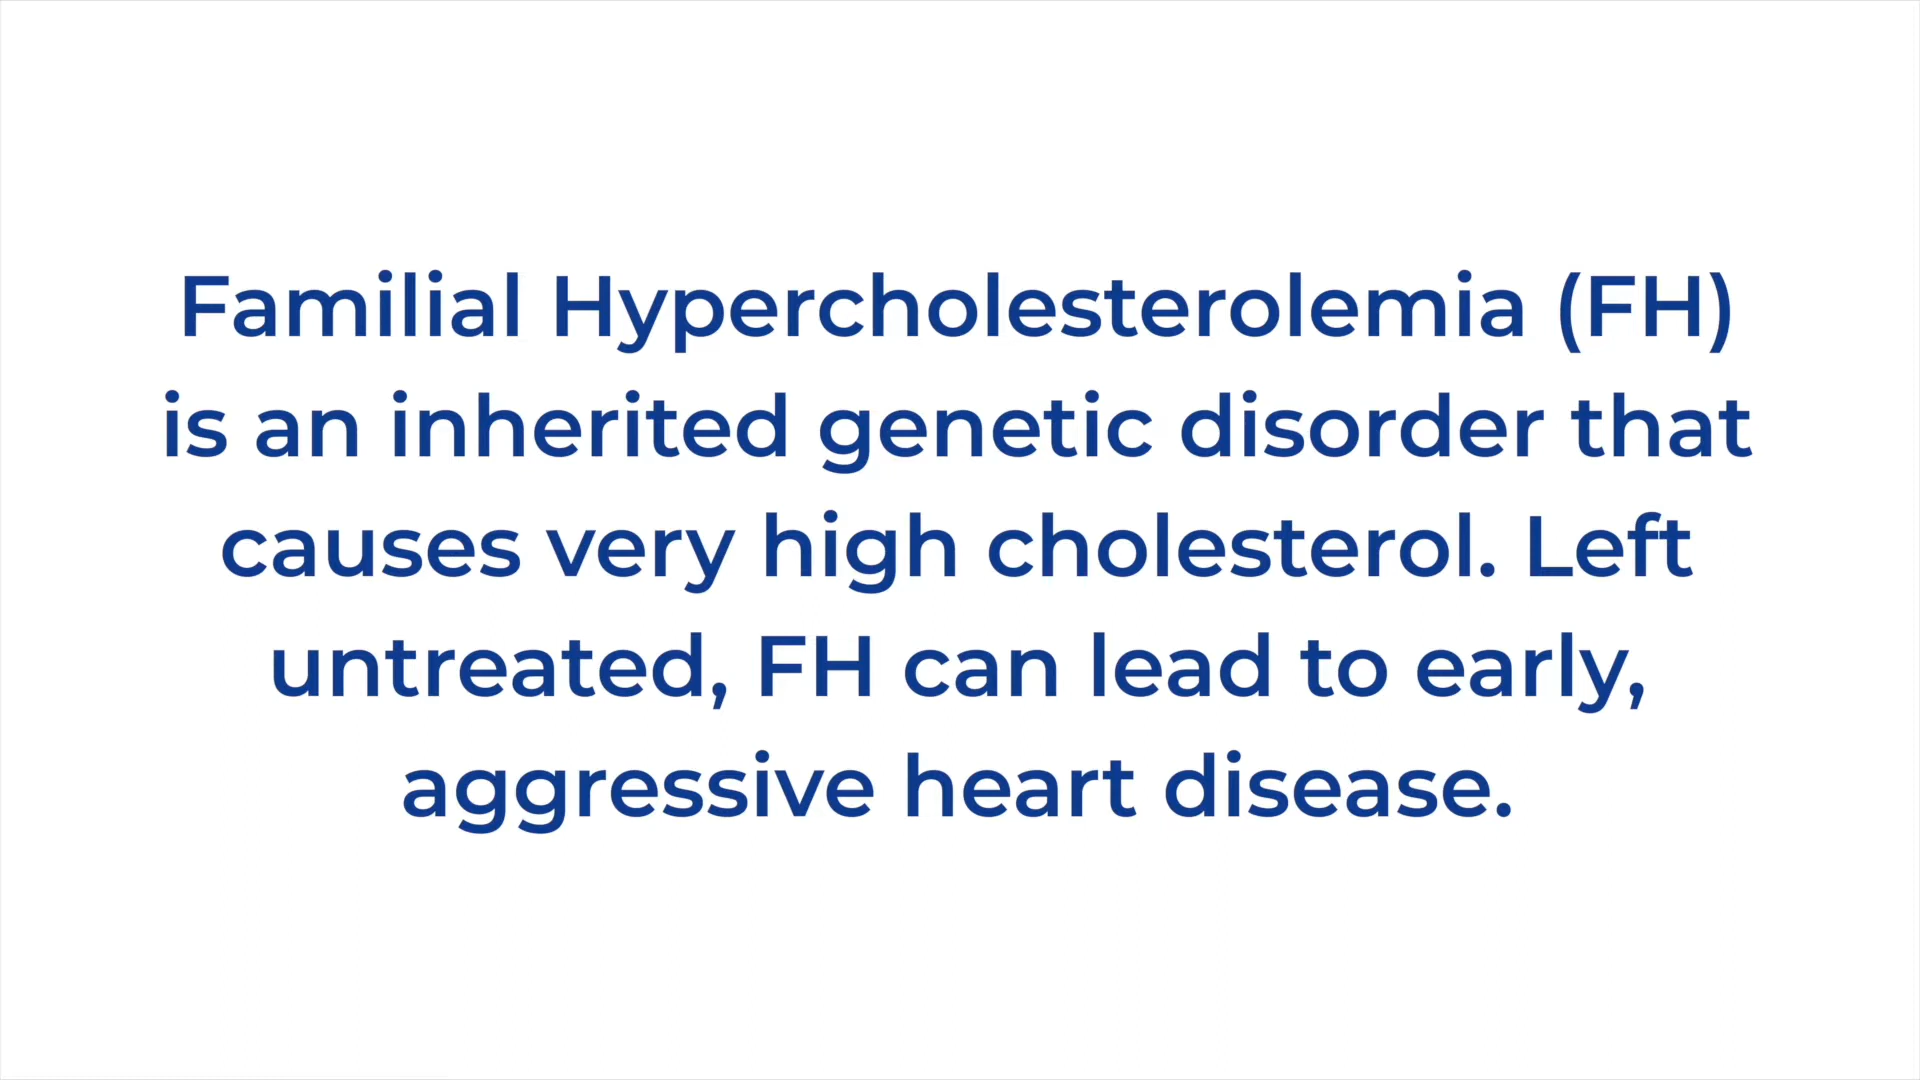 Familial Hypercholesterolemia (FH)
is an inherited genetic disorder that
causes very high cholesterol. Left
untreated, FH can lead to early,
aggressive heart disease.